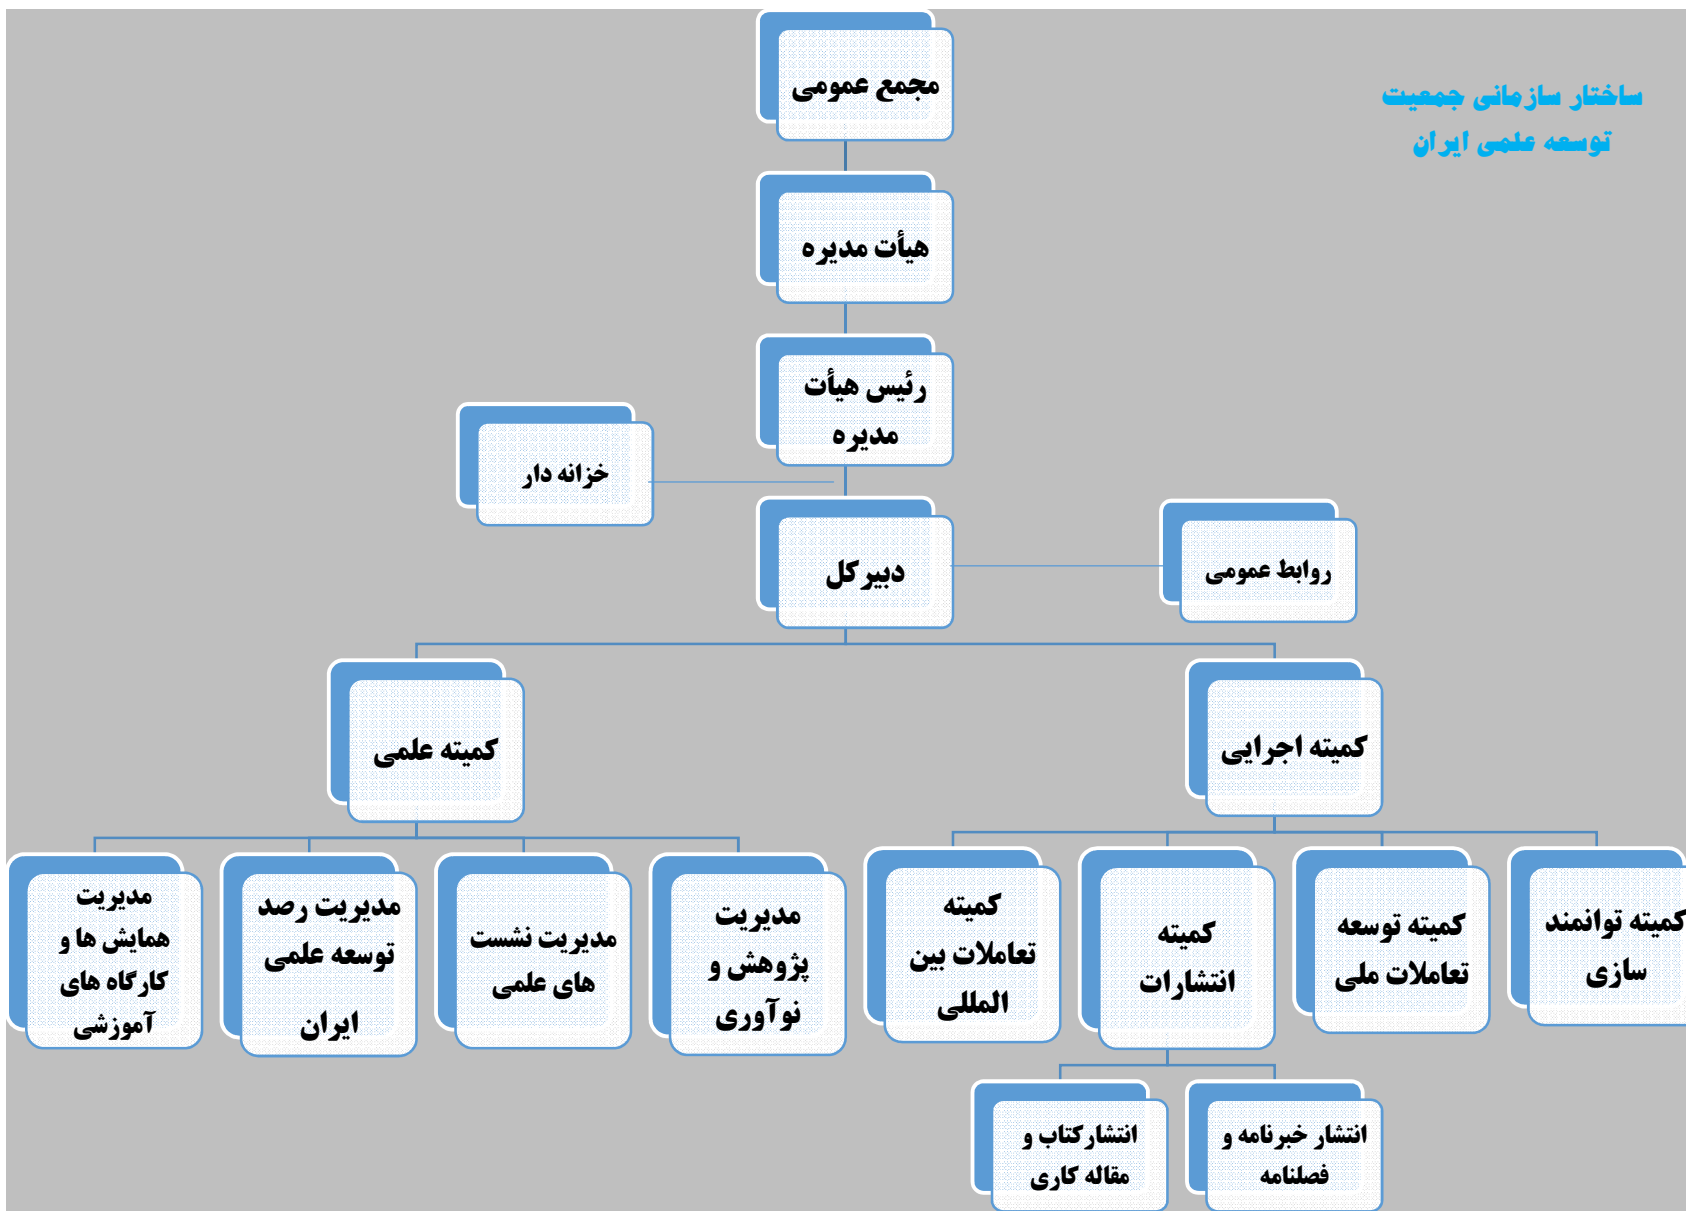 ساختار سازمانی جمعیت
توسعه علمی ایران
مجمع عمومی
هیأت مدیره
رئیس هیأت
مدیره
خزانه دار
دبیرکل
روابط عمومی
کمیته اجرایی
کمیته علمی
کمیته توانمند
سازی
کمیته توسعه
تعاملات ملی
کمیته
انتشارات
کمیته
تعاملات بین
المللی
مدیریت
پژوهش و
نوآوری
مدیریت نشست
های علمی
مدیریت رصد
توسعه علمی
ایران
مدیریت
همایش ها و
کارگاه های
آموزشی
انتشار خبرنامه و
فصلنامه
انتشارکتاب و
مقاله کاری